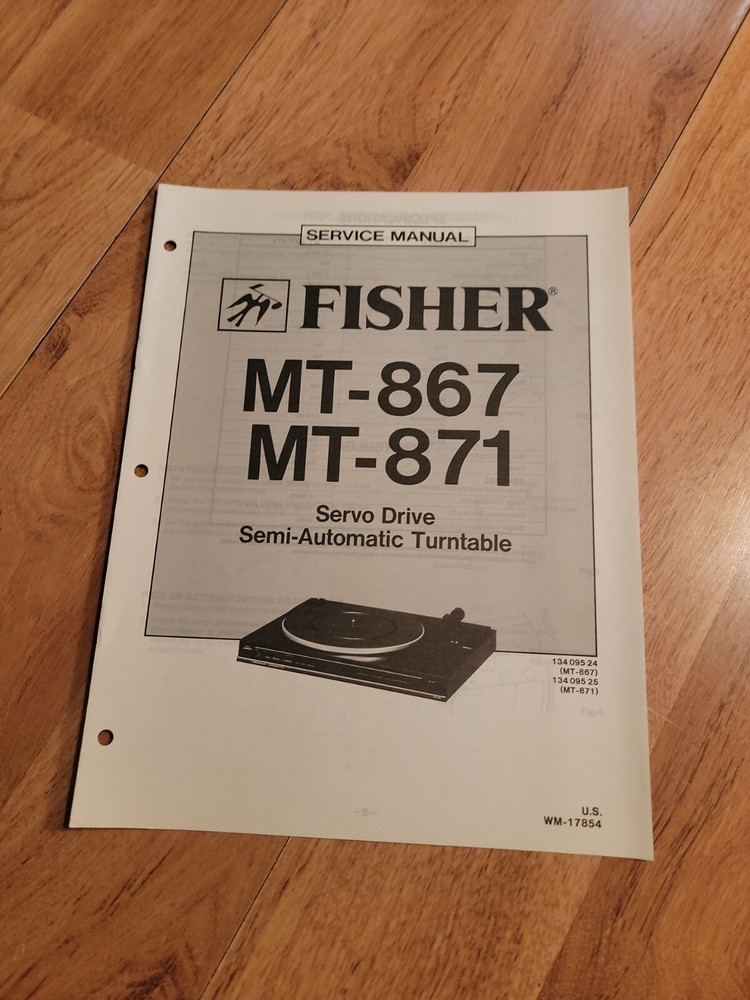 SERVICE MANUAL
FISHER®
MT-867
MT-871
Servo Drive
Semi-Automatic Turntable
134 095 24
(MT-867)
134 095 25
(MT-871)
U.S.
WM-17854